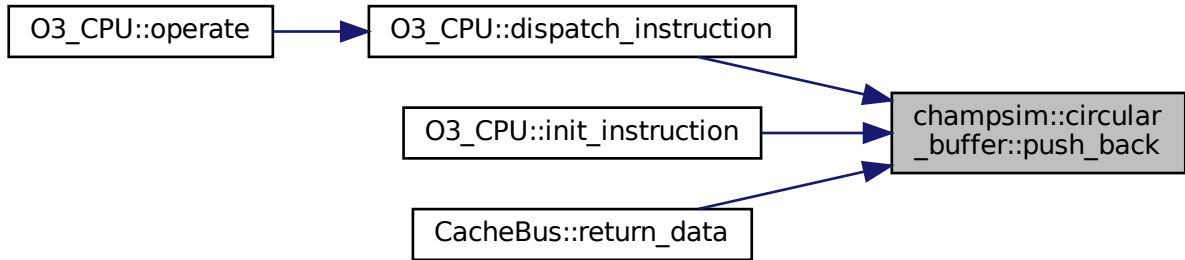 O3_CPU::operate
O3_CPU::dispatch_instruction
O3_CPU::init_instruction
CacheBus::return_data
champsim::circular
_buffer::push_back